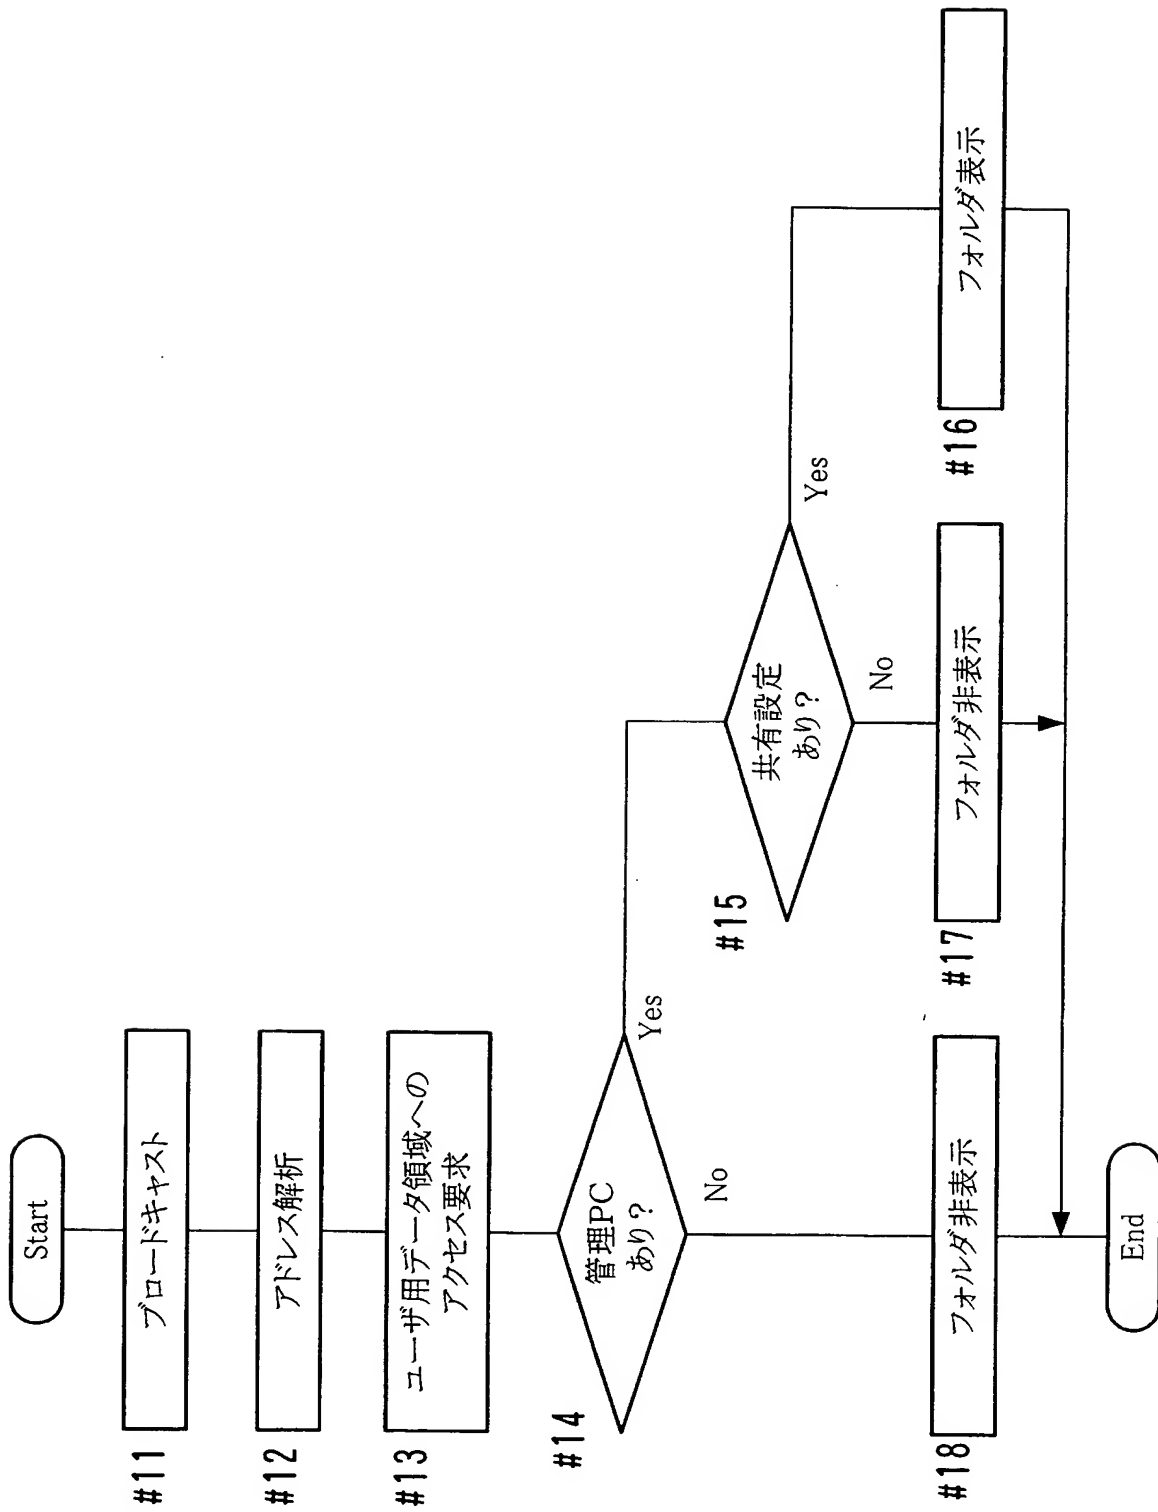 Start
#11
ブロードキャスト
#12
アドレス解析
#13
ユーザ用データ領域への
アクセス要求
#14
管理PC
あり?
Yes
No
#15
共有設定
あり?
Yes
No
#18
フォルダ非表示
#17
フォルダ非表示
#16
フォルダ表示
End